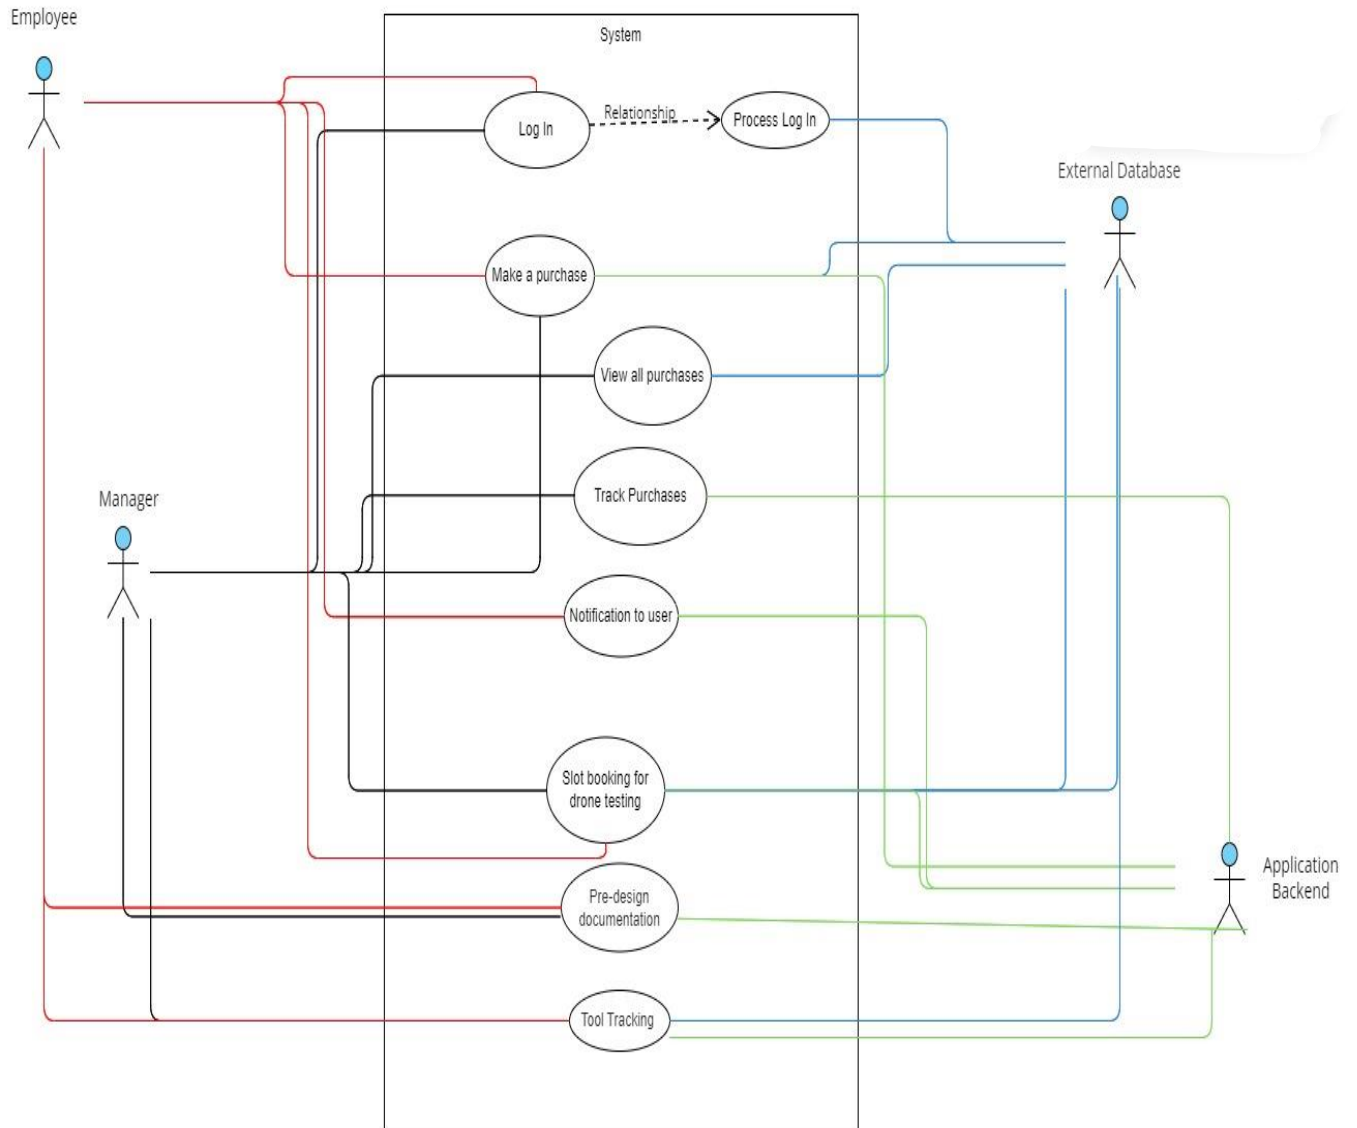 Employee
System
Log In
Relationship
Process Log In
External Database
Make a purchase
View all purchases
Track Purchases
Manager
Notification to user
Slot booking for
drone testing
Application
Backend
Pre-design
documentation
Tool Tracking